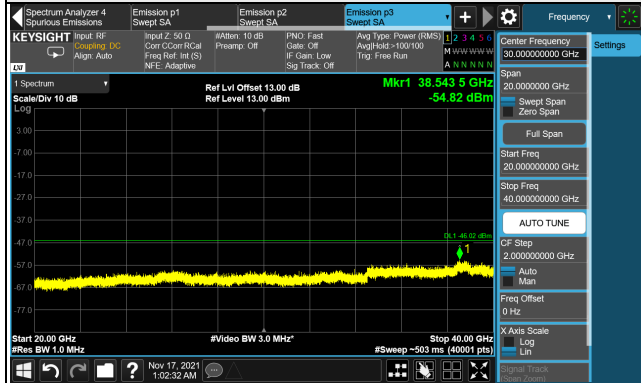 Spectrum Analyzer 4
Spurious Emissions
Emission p1
Swept SA
Emission p2
Swept SA
Emission p3
Swept SA
+
Frequency
KEYSIGHT
Input: RF
Coupling: DC
Align: Auto
Input Z: 50 Ω
Corr CCorr RCal
Freq Ref: Int (S)
NFE: Adaptive
#Atten: 10 dB
Preamp: Off
PNO: Fast
Gate: Off
IF Gain: Low
Sig Track: Off
Avg Type: Power (RMS)
Avg|Hold:>100/100
Trig: Free Run
1 2 3 4 5 6
M W W W W W
A N N N N N
LXI
1 Spectrum
Scale/Div 10 dB
Log
Ref Lvl Offset 13.00 dB
Ref Level 13.00 dBm
Mkr1 38.543 5 GHz
-54.82 dBm
3.00
-7.00
-17.0
-27.0
-37.0
-47.0
-57.0
-67.0
-77.0
DL1 -46.02 dBm
1
Start 20.00 GHz
#Res BW 1.0 MHz
#Video BW 3.0 MHz*
Stop 40.00 GHz
#Sweep ~503 ms (40001 pts)
Center Frequency
30.000000000 GHz
Settings
Span
20.0000000 GHz
Swept Span
Zero Span
Full Span
Start Freq
20.000000000 GHz
Stop Freq
40.000000000 GHz
AUTO TUNE
CF Step
2.000000000 GHz
Auto
Man
Freq Offset
0 Hz
X Axis Scale
Log
Lin
Signal Track
(Span Zoom)
?
Nov 17, 2021
1:02:32 AM